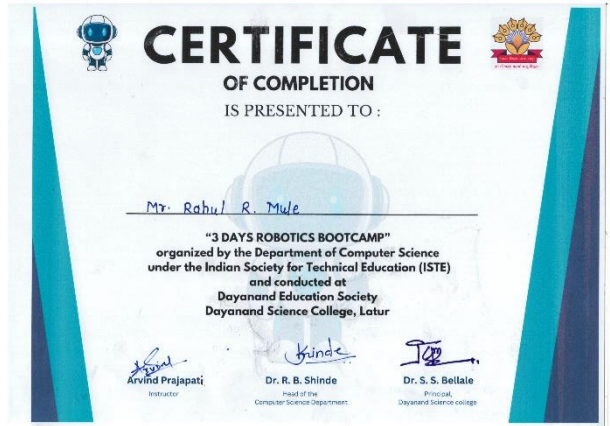 CERTIFICATE
OF COMPLETION
IS PRESENTED TO :
Mr. Rahul R. Mule
“3 DAYS ROBOTICS BOOTCAMP”
organized by the Department of Computer Science
under the Indian Society for Technical Education (ISTE)
and conducted at
Dayanand Education Society
Dayanand Science College, Latur
Shinde
Arvind Prajapati
Dr. R. B. Shinde
Dr. S. S. Bellale
Instructor
Head of the
Principal,
Computer Science Department
Dayanand Science college